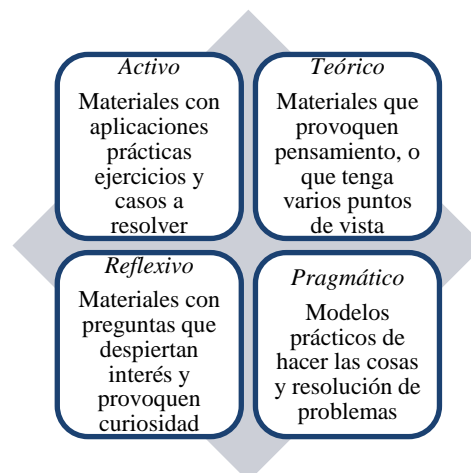 Activo
Materiales con
aplicaciones
prácticas
ejercicios y
casos a
resolver
Teórico
Materiales que
provoquen
pensamiento, o
que tenga
varios puntos
de vista
Reflexivo
Materiales con
preguntas que
despiertan
interés y
provoquen
curiosidad
Pragmático
Modelos
prácticos de
hacer las cosas
y resolución de
problemas